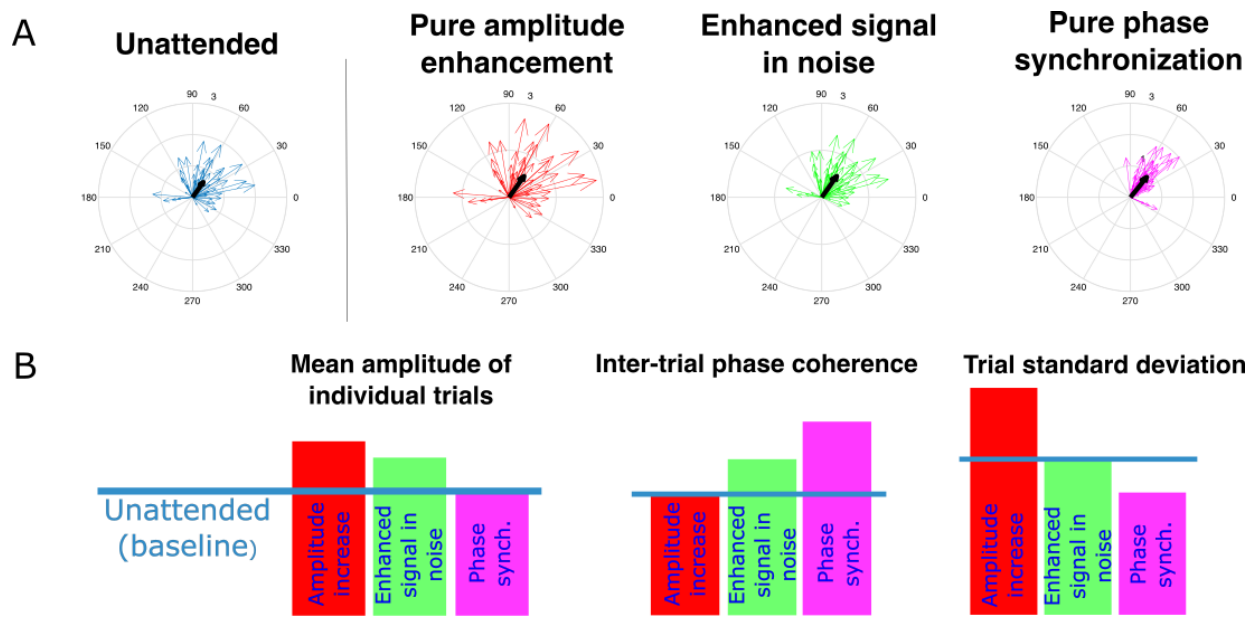 A
Unattended
Pure amplitude
enhancement
Enhanced signal
in noise
Pure phase
synchronization
90
3
120
60
150
30
180
0
210
330
240
300
270
90
3
120
60
150
30
180
0
210
330
240
300
270
90
3
120
60
150
30
180
0
210
330
240
300
270
90
3
120
60
150
30
180
0
210
330
240
300
270
B
Mean amplitude of
individual trials
Inter-trial phase coherence
Trial standard deviation
Unattended
(baseline)
Amplitude
increase
Enhanced
signal in
noise
Phase
synch.
Amplitude
increase
Enhanced
signal in
noise
Phase
synch.
Amplitude
increase
Enhanced
signal in
noise
Phase
synch.